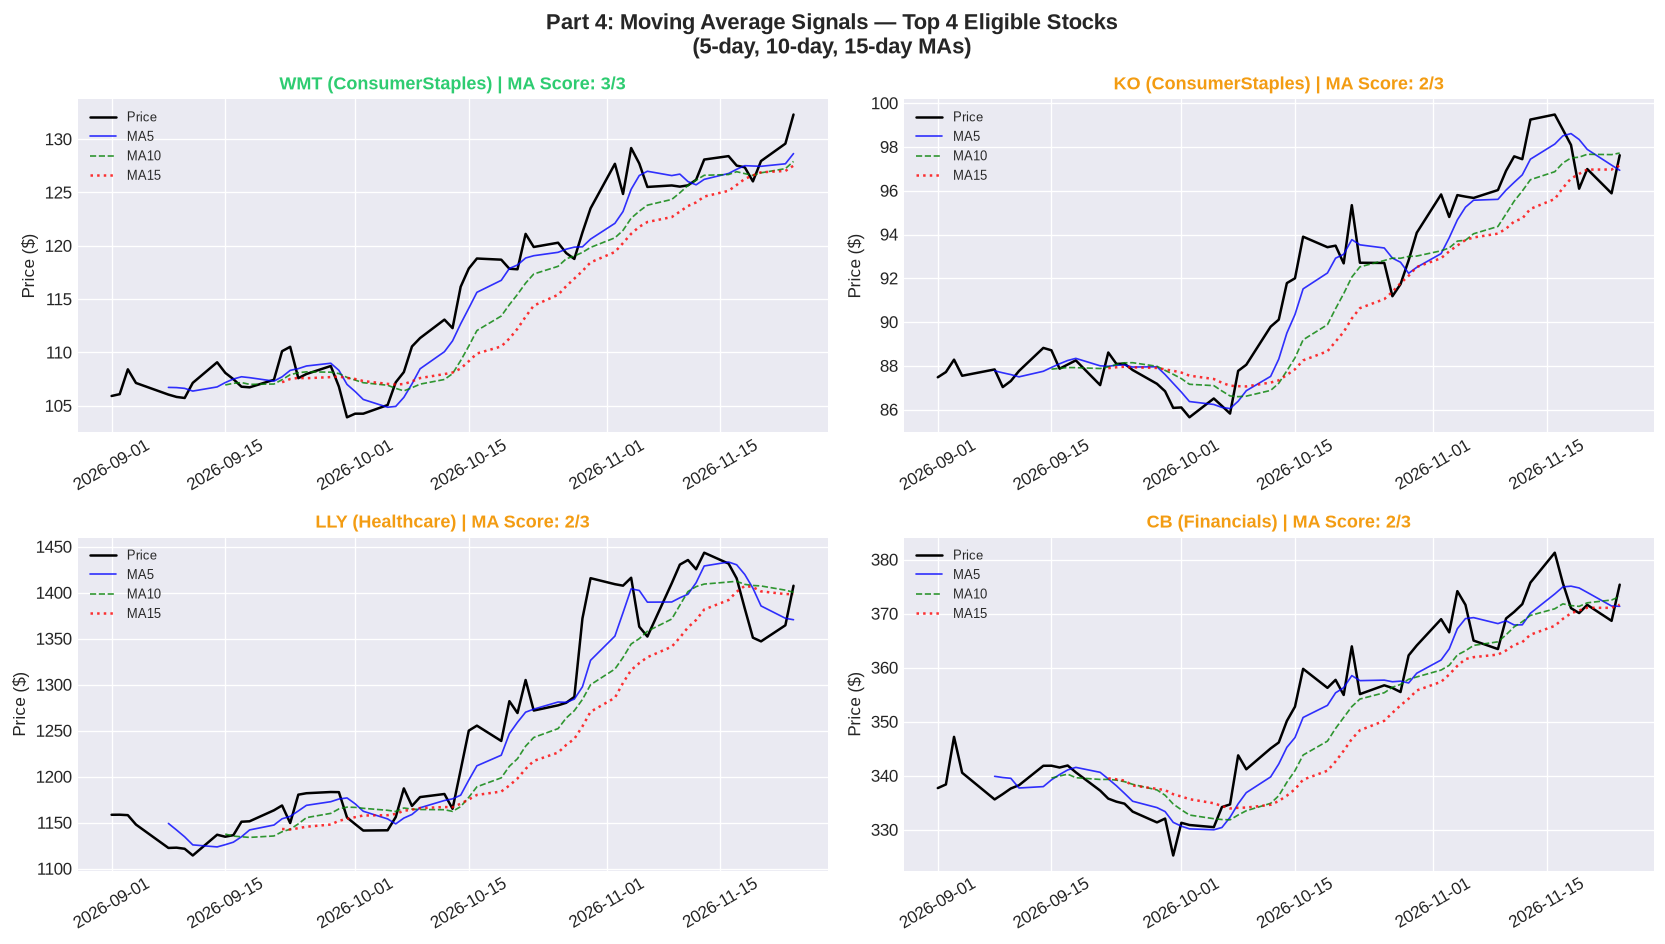 Part 4: Moving Average Signals — Top 4 Eligible Stocks
(5-day, 10-day, 15-day MAs)
WMT (ConsumerStaples) | MA Score: 3/3
Price ($)
130
125
120
115
110
105
Price
MA5
MA10
MA15
2026-09-01
2026-09-15
2026-10-01
2026-10-15
2026-11-01
2026-11-15
KO (ConsumerStaples) | MA Score: 2/3
Price ($)
100
98
96
94
92
90
88
86
Price
MA5
MA10
MA15
2026-09-01
2026-09-15
2026-10-01
2026-10-15
2026-11-01
2026-11-15
LLY (Healthcare) | MA Score: 2/3
Price ($)
1450
1400
1350
1300
1250
1200
1150
1100
Price
MA5
MA10
MA15
2026-09-01
2026-09-15
2026-10-01
2026-10-15
2026-11-01
2026-11-15
CB (Financials) | MA Score: 2/3
Price ($)
380
370
360
350
340
330
Price
MA5
MA10
MA15
2026-09-01
2026-09-15
2026-10-01
2026-10-15
2026-11-01
2026-11-15